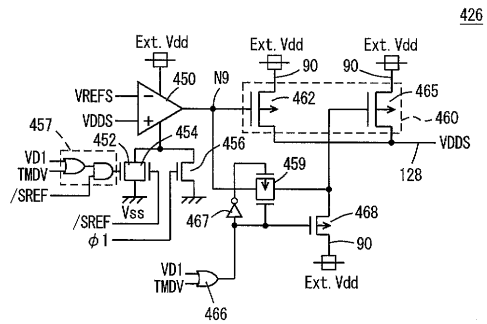 426
Ext. Vdd
Ext. Vdd
Ext. Vdd
90
90
450
N9
VREFS
VDDS
462
465
460
457
452
454
456
VDDS
128
VD1
TMDV
/SREF
459
Vss
/SREF
φ1
467
468
90
VD1
TMDV
466
Ext. Vdd